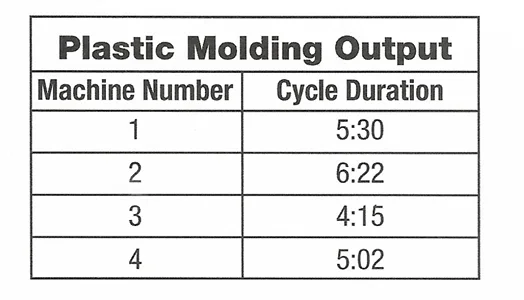 Plastic Molding Output
Machine Number Cycle Duration
1 5:30
2 6:22
3 4:15
4 5:02